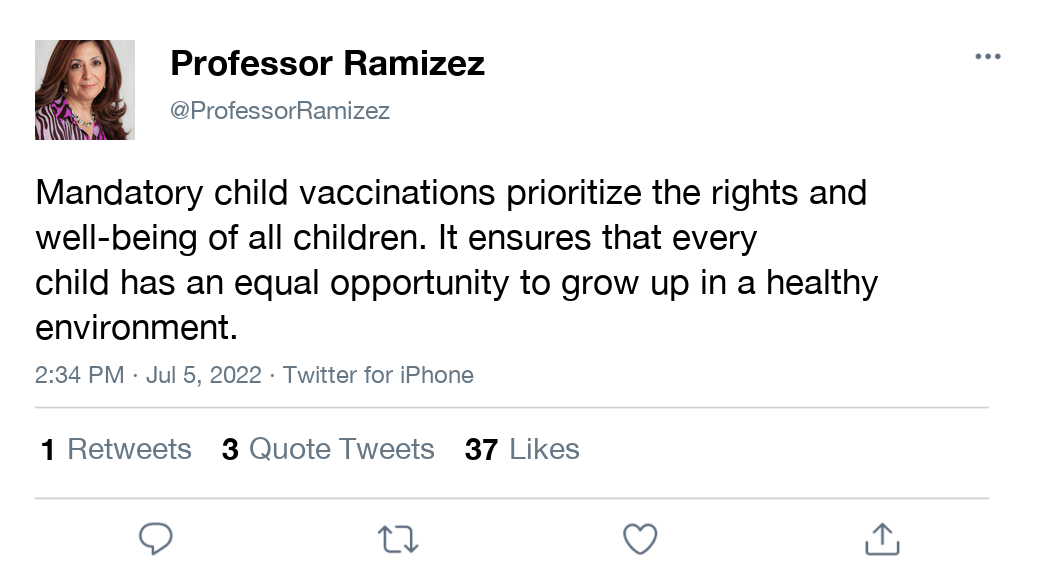 Professor Ramizez
@ProfessorRamizez
Mandatory child vaccinations prioritize the rights and
well-being of all children. It ensures that every
child has an equal opportunity to grow up in a healthy
environment.
2:34 PM · Jul 5, 2022 · Twitter for iPhone
1 Retweets 3 Quote Tweets 37 Likes